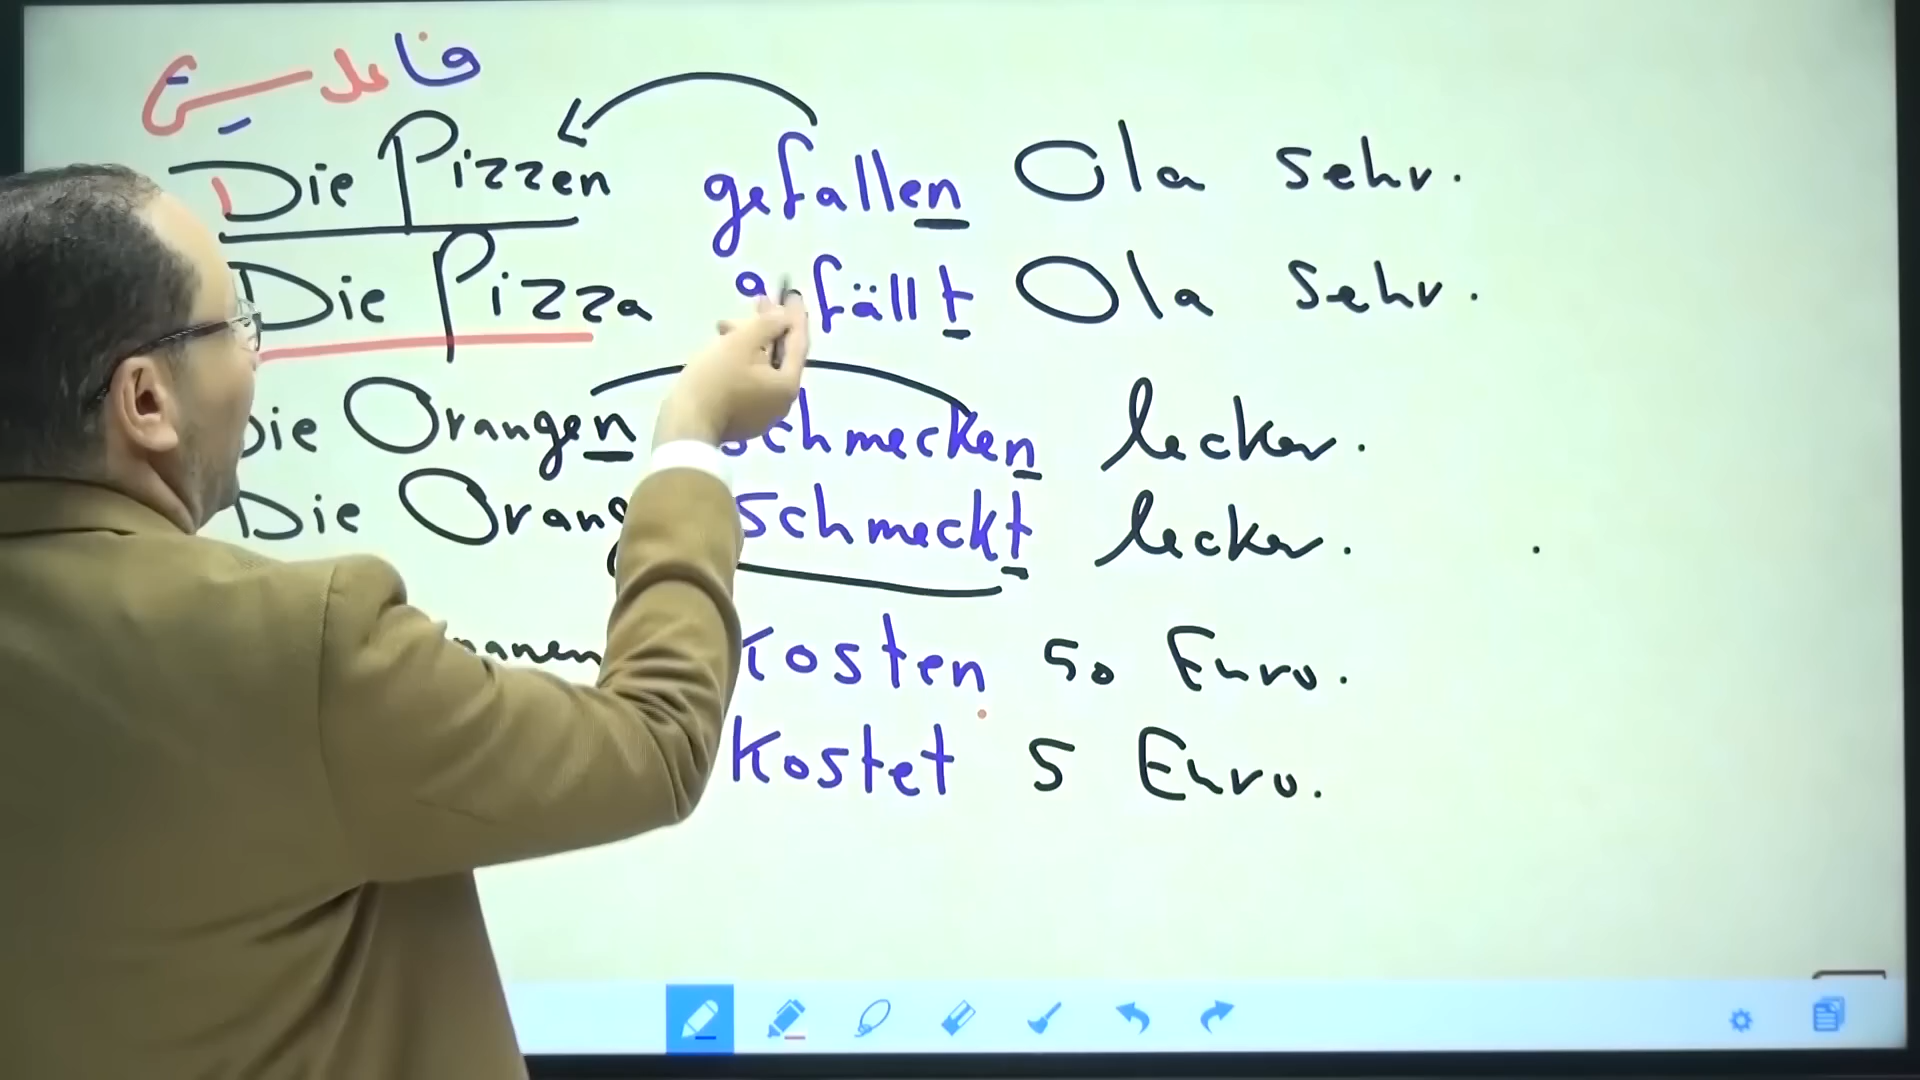 Die Pizzen gefallen Ola sehr.
Die Pizza gefällt Ola sehr.
Die Orangen schmecken lecker.
Die Orang schmeckt lecker.
kosten 50 Euro.
kostet 5 Euro.